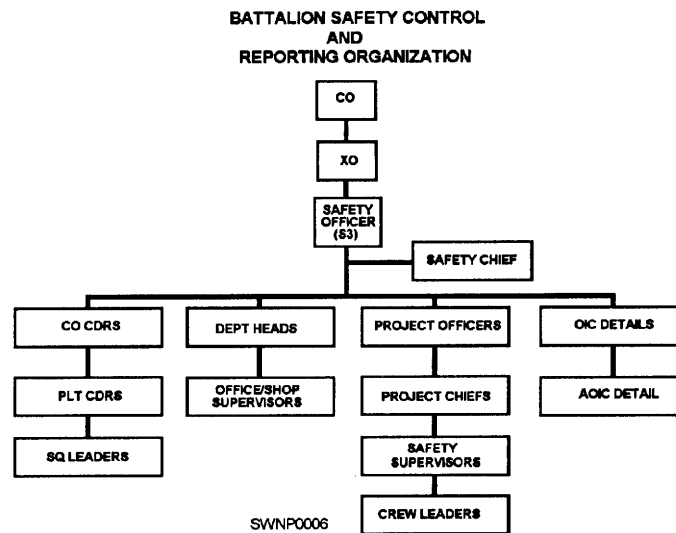 BATTALION SAFETY CONTROL
AND
REPORTING ORGANIZATION
CO
XO
SAFETY
OFFICER
(S3)
SAFETY CHIEF
CO CDRS
DEPT HEADS
PROJECT OFFICERS
OIC DETAILS
PLT CDRS
OFFICE/SHOP
SUPERVISORS
PROJECT CHIEFS
AOIC DETAIL
SQ LEADERS
SAFETY
SUPERVISORS
CREW LEADERS
SWNP0006